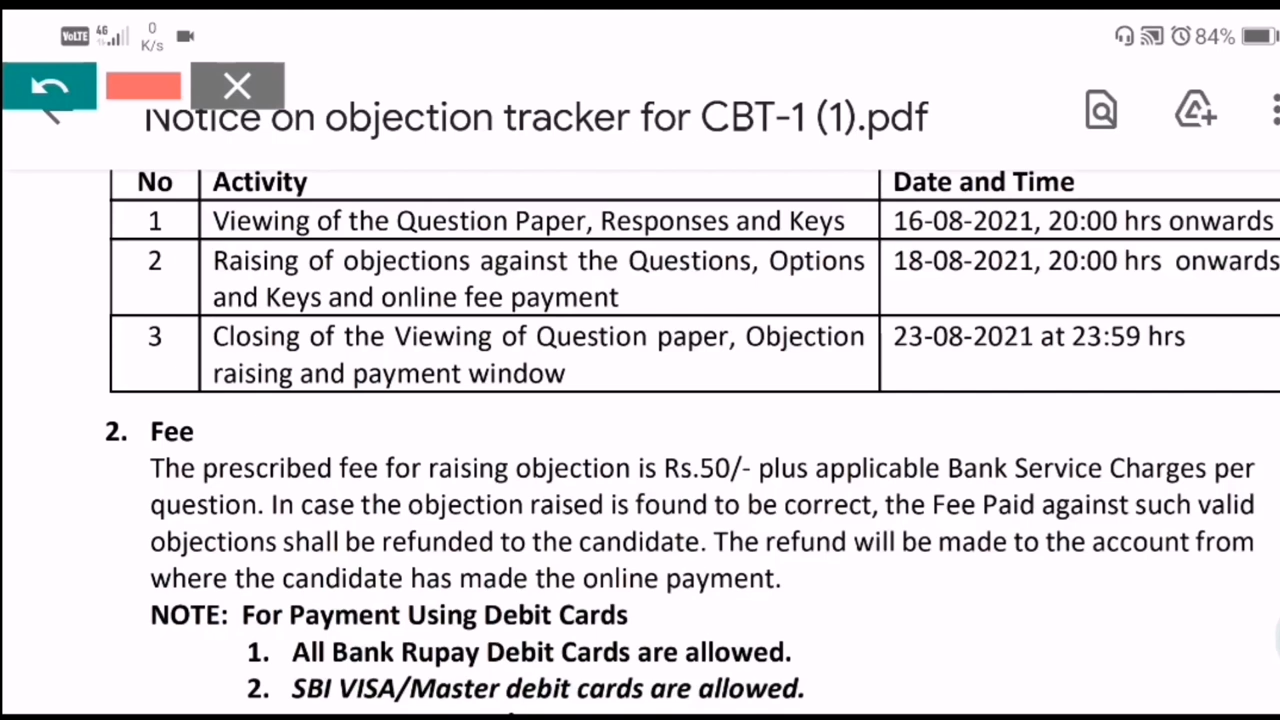 VoLTE 4G 0 K/s 84%
Notice on objection tracker for CBT-1 (1).pdf
No Activity Date and Time
1 Viewing of the Question Paper, Responses and Keys 16-08-2021, 20:00 hrs onwards
2 Raising of objections against the Questions, Options 18-08-2021, 20:00 hrs onwards
and Keys and online fee payment
3 Closing of the Viewing of Question paper, Objection 23-08-2021 at 23:59 hrs
raising and payment window
2. Fee
The prescribed fee for raising objection is Rs.50/- plus applicable Bank Service Charges per
question. In case the objection raised is found to be correct, the Fee Paid against such valid
objections shall be refunded to the candidate. The refund will be made to the account from
where the candidate has made the online payment.
NOTE: For Payment Using Debit Cards
1. All Bank Rupay Debit Cards are allowed.
2. SBI VISA/Master debit cards are allowed.